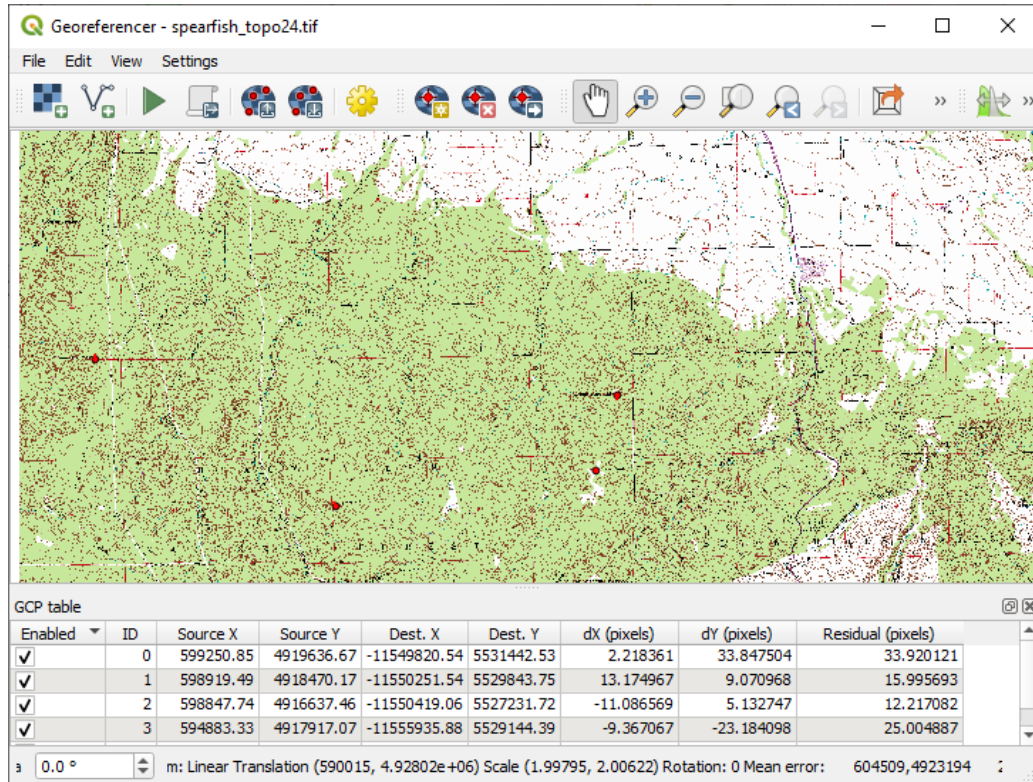 Georeferencer - spearfish_topo24.tif
File Edit View Settings
GCP table
Enabled ID Source X Source Y Dest. X Dest. Y dX (pixels) dY (pixels) Residual (pixels)
0 599250.85 4919636.67 -11549820.54 5531442.53 2.218361 33.847504 33.920121
1 598919.49 4918470.17 -11550251.54 5529843.75 13.174967 9.070968 15.995693
2 598847.74 4916637.46 -11550419.06 5527231.72 -11.086569 5.132747 12.217082
3 594883.33 4917917.07 -11555935.88 5529144.39 -9.367067 -23.184098 25.004887
0.0 ° m: Linear Translation (590015, 4.92802e+06) Scale (1.99795, 2.00622) Rotation: 0 Mean error: 604509,4923194